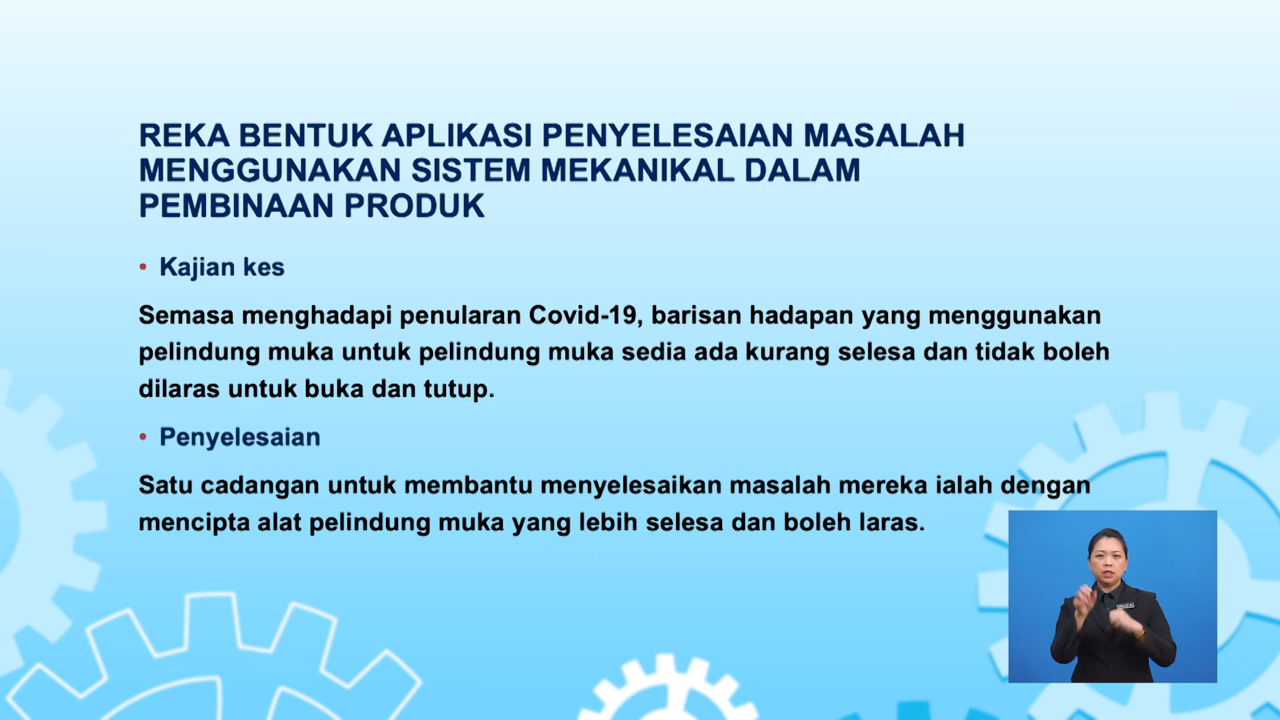 REKA BENTUK APLIKASI PENYELESAIAN MASALAH
MENGGUNAKAN SISTEM MEKANIKAL DALAM
PEMBINAAN PRODUK
• Kajian kes
Semasa menghadapi penularan Covid-19, barisan hadapan yang menggunakan
pelindung muka untuk pelindung muka sedia ada kurang selesa dan tidak boleh
dilaras untuk buka dan tutup.
• Penyelesaian
Satu cadangan untuk membantu menyelesaikan masalah mereka ialah dengan
mencipta alat pelindung muka yang lebih selesa dan boleh laras.